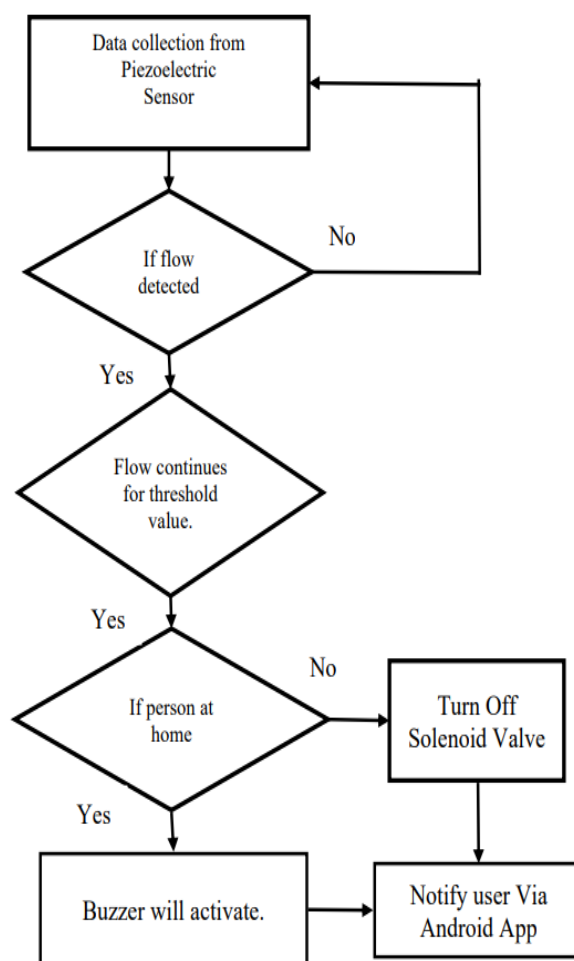 Data collection from
Piezoelectric
Sensor
No
If flow
detected
Yes
Flow continues
for threshold
value.
Yes
No
If person at
home
Turn Off
Solenoid Valve
Yes
Buzzer will activate.
Notify user Via
Android App